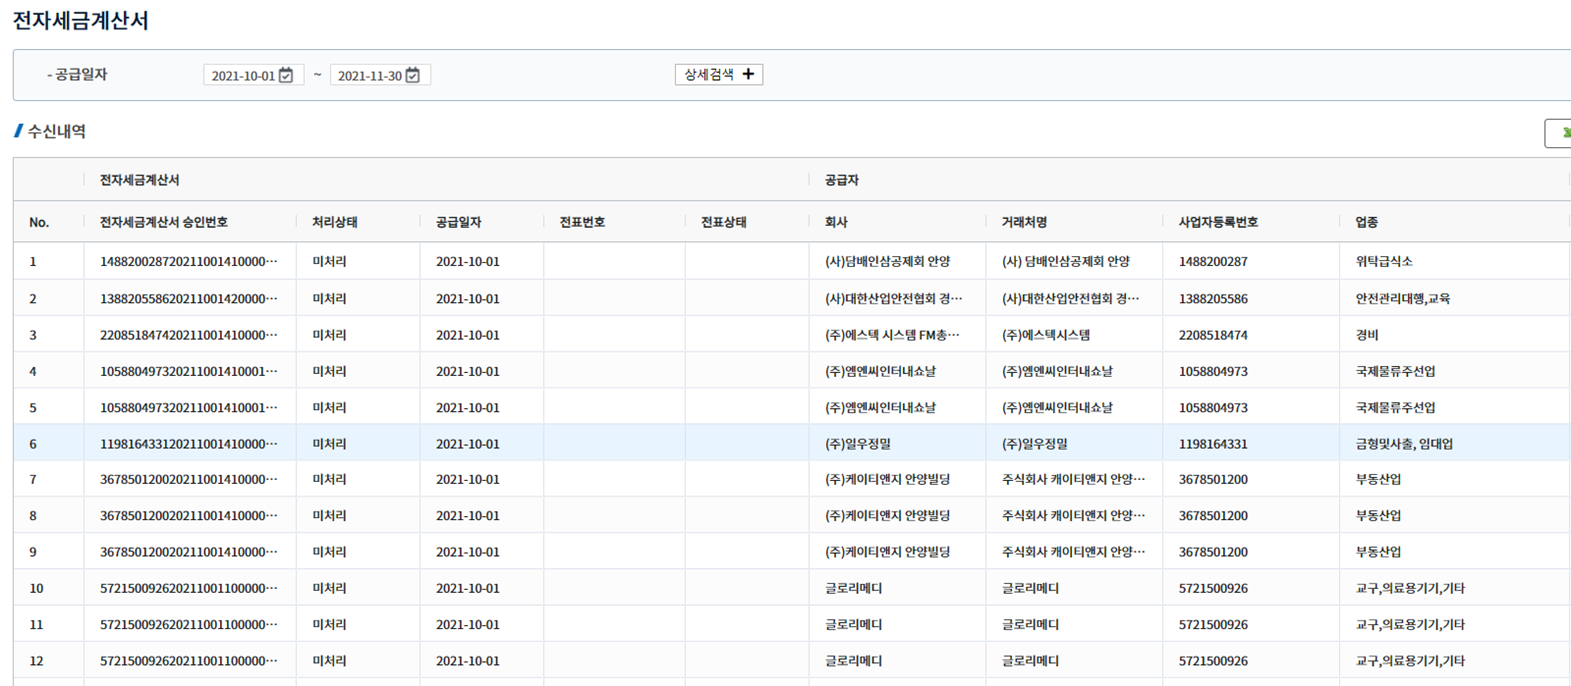 전자세금계산서
- 공급일자 2021-10-01 ~ 2021-11-30 상세검색 +
수신내역
전자세금계산서 공급자
No. 전자세금계산서 승인번호 처리상태 공급일자 전표번호 전표상태 회사 거래처명 사업자등록번호 업종
1 148820028720211001410000… 미처리 2021-10-01 (사)담배인삼공제회 안양 (사) 담배인삼공제회 안양 1488200287 위탁급식소
2 138820558620211001420000… 미처리 2021-10-01 (사)대한산업안전협회 경… (사)대한산업안전협회 경… 1388205586 안전관리대행,교육
3 220851847420211001410000… 미처리 2021-10-01 (주)에스텍 시스템 FM총… (주)에스텍시스템 2208518474 경비
4 105880497320211001410001… 미처리 2021-10-01 (주)엠엔씨인터내쇼날 (주)엠엔씨인터내쇼날 1058804973 국제물류주선업
5 105880497320211001410001… 미처리 2021-10-01 (주)엠엔씨인터내쇼날 (주)엠엔씨인터내쇼날 1058804973 국제물류주선업
6 119816433120211001410000… 미처리 2021-10-01 (주)일우정밀 (주)일우정밀 1198164331 금형및사출, 임대업
7 367850120020211001410000… 미처리 2021-10-01 (주)케이티앤지 안양빌딩 주식회사 캐이티앤지 안양… 3678501200 부동산업
8 367850120020211001410000… 미처리 2021-10-01 (주)케이티앤지 안양빌딩 주식회사 캐이티앤지 안양… 3678501200 부동산업
9 367850120020211001410000… 미처리 2021-10-01 (주)케이티앤지 안양빌딩 주식회사 캐이티앤지 안양… 3678501200 부동산업
10 572150092620211001100000… 미처리 2021-10-01 글로리메디 글로리메디 5721500926 교구,의료용기기,기타
11 572150092620211001100000… 미처리 2021-10-01 글로리메디 글로리메디 5721500926 교구,의료용기기,기타
12 572150092620211001100000… 미처리 2021-10-01 글로리메디 글로리메디 5721500926 교구,의료용기기,기타